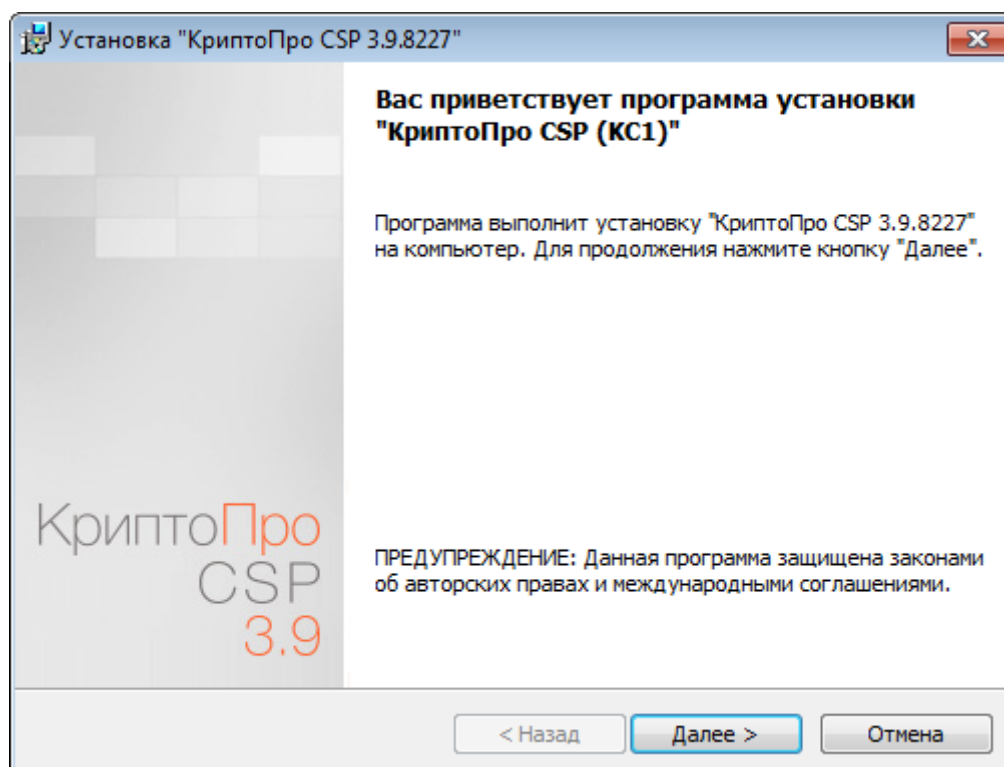 Установка "КриптоПро CSP 3.9.8227"
Вас приветствует программа установки
"КриптоПро CSP (КС1)"
Программа выполнит установку "КриптоПро CSP 3.9.8227"
на компьютер. Для продолжения нажмите кнопку "Далее".
КриптоПро
CSP
3.9
ПРЕДУПРЕЖДЕНИЕ: Данная программа защищена законами
об авторских правах и международными соглашениями.
< Назад
Далее >
Отмена